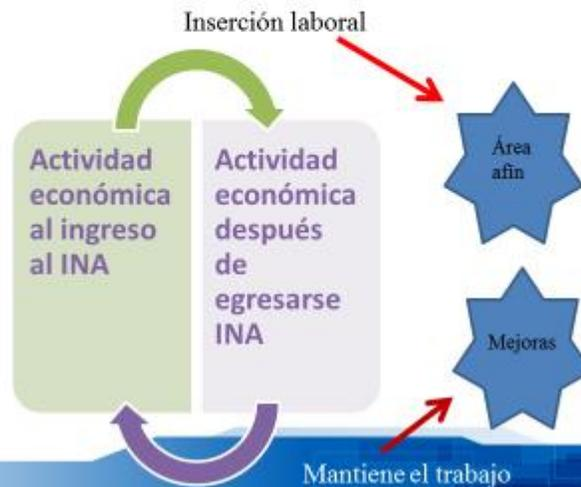 Inserción laboral
Actividad
económica
al ingreso
al INA
Actividad
económica
después
de
egresarse
INA
Área
afín
Mejoras
Mantiene el trabajo